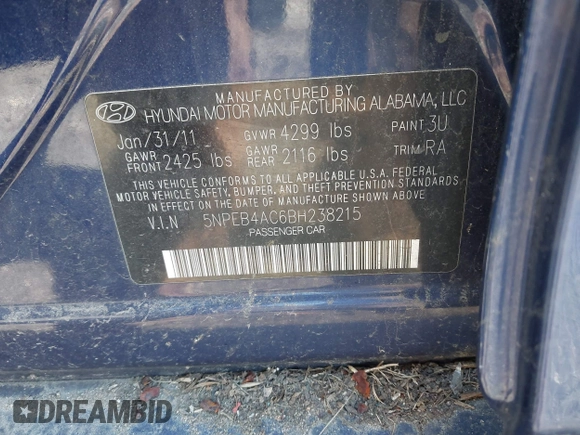 MANUFACTURED BY
HYUNDAI MOTOR MANUFACTURING ALABAMA, LLC
Jan/31/11 GVWR 4299 lbs PAINT 3U
GAWR FRONT 2425 lbs GAWR REAR 2116 lbs TRIM RA
THIS VEHICLE CONFORMS TO ALL APPLICABLE U.S.A. FEDERAL
MOTOR VEHICLE SAFETY, BUMPER, AND THEFT PREVENTION STANDARDS
IN EFFECT ON THE DATE OF MANUFACTURE SHOWN ABOVE.
V.I.N 5NPEB4AC6BH238215
PASSENGER CAR
DREAMBID